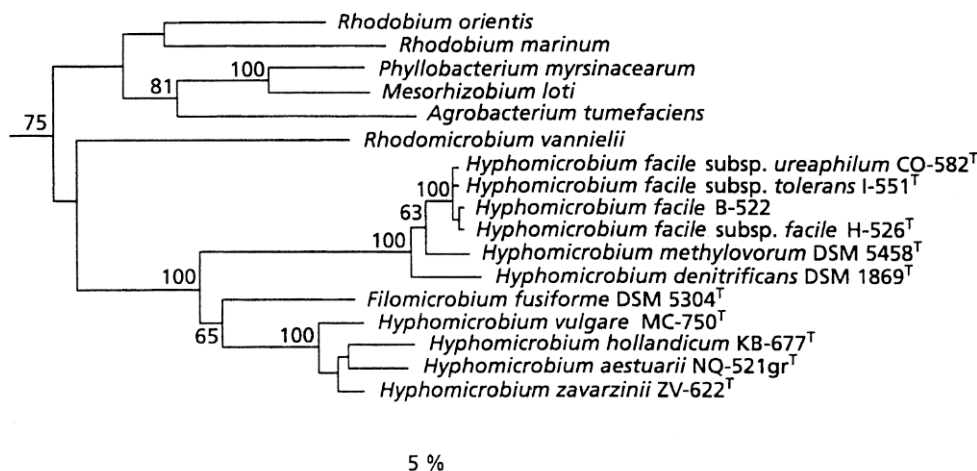 Rhodobium orientis
Rhodobium marinum
100 Phyllobacterium myrsinacearum
81 Mesorhizobium loti
Agrobacterium tumefaciens
75
Rhodomicrobium vannielii
Hyphomicrobium facile subsp. ureaphilum CO-582ᵀ
100 Hyphomicrobium facile subsp. tolerans I-551ᵀ
63 Hyphomicrobium facile B-522
Hyphomicrobium facile subsp. facile H-526ᵀ
100 Hyphomicrobium methylovorum DSM 5458ᵀ
100 Hyphomicrobium denitrificans DSM 1869ᵀ
Filomicrobium fusiforme DSM 5304ᵀ
65 100 Hyphomicrobium vulgare MC-750ᵀ
Hyphomicrobium hollandicum KB-677ᵀ
Hyphomicrobium aestuarii NQ-521grᵀ
Hyphomicrobium zavarzinii ZV-622ᵀ
5 %